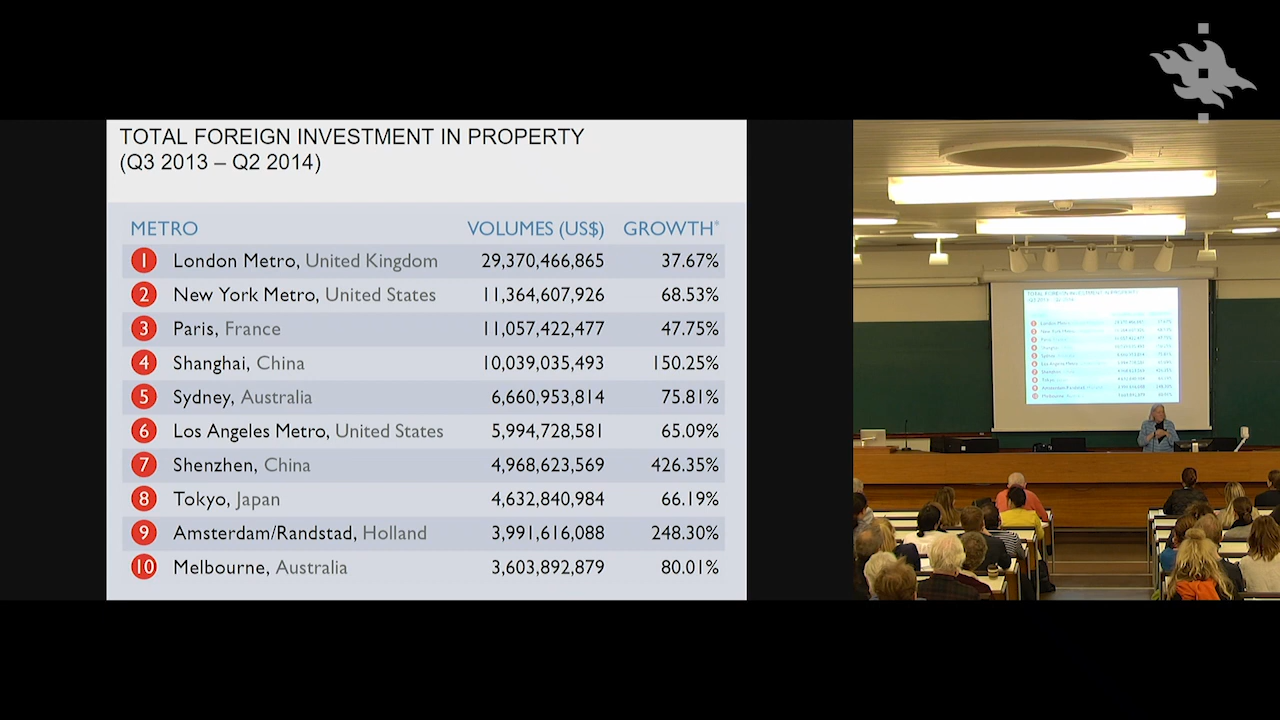 TOTAL FOREIGN INVESTMENT IN PROPERTY
(Q3 2013 – Q2 2014)
METRO VOLUMES (US$) GROWTH*
1 London Metro, United Kingdom 29,370,466,865 37.67%
2 New York Metro, United States 11,364,607,926 68.53%
3 Paris, France 11,057,422,477 47.75%
4 Shanghai, China 10,039,035,493 150.25%
5 Sydney, Australia 6,660,953,814 75.81%
6 Los Angeles Metro, United States 5,994,728,581 65.09%
7 Shenzhen, China 4,968,623,569 426.35%
8 Tokyo, Japan 4,632,840,984 66.19%
9 Amsterdam/Randstad, Holland 3,991,616,088 248.30%
10 Melbourne, Australia 3,603,892,879 80.01%